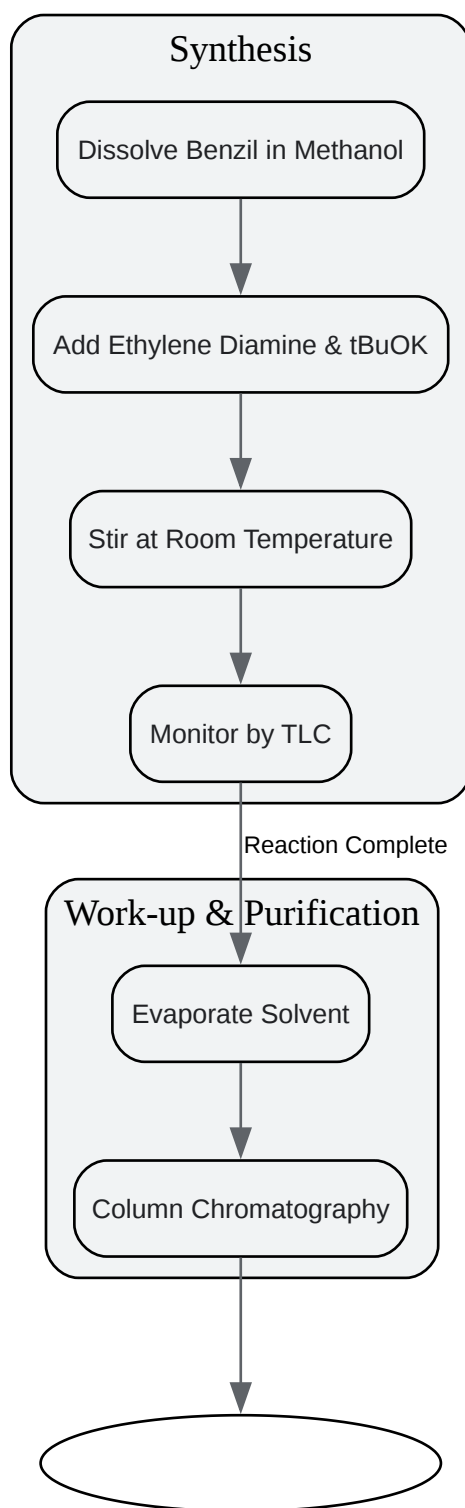 Synthesis
Dissolve Benzil in Methanol
Add Ethylene Diamine & tBuOK
Stir at Room Temperature
Monitor by TLC
Reaction Complete
Work-up & Purification
Evaporate Solvent
Column Chromatography